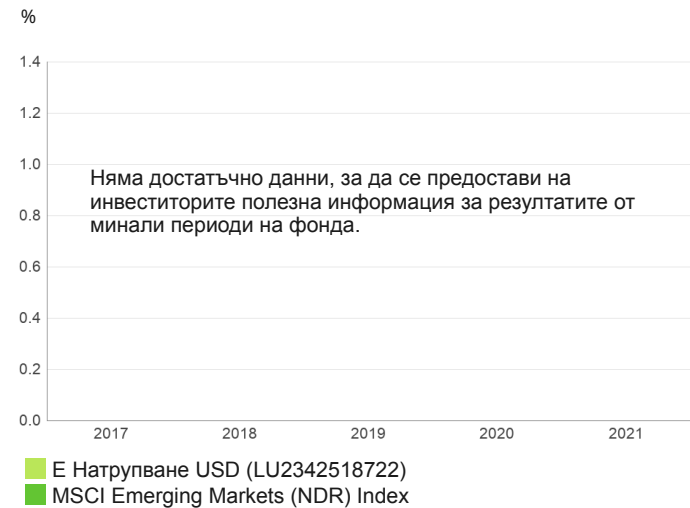 %
1.4
1.2
1.0
Няма достатъчно данни, за да се предостави на
инвеститорите полезна информация за резултатите от
0.8
минали периоди на фонда.
0.6
0.4
0.2
0.0
2017 2018 2019 2020 2021
Е Натрупване USD (LU2342518722)
MSCI Emerging Markets (NDR) Index